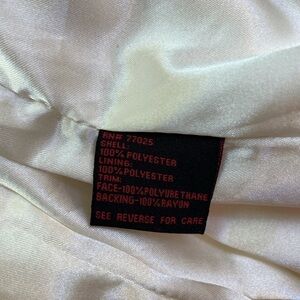 RN# 77025
SHELL:
100% POLYESTER
LINING:
100% POLYESTER
TRIM:
FACE-100%POLYURETHANE
BACKING-100%RAYON
SEE REVERSE FOR CARE